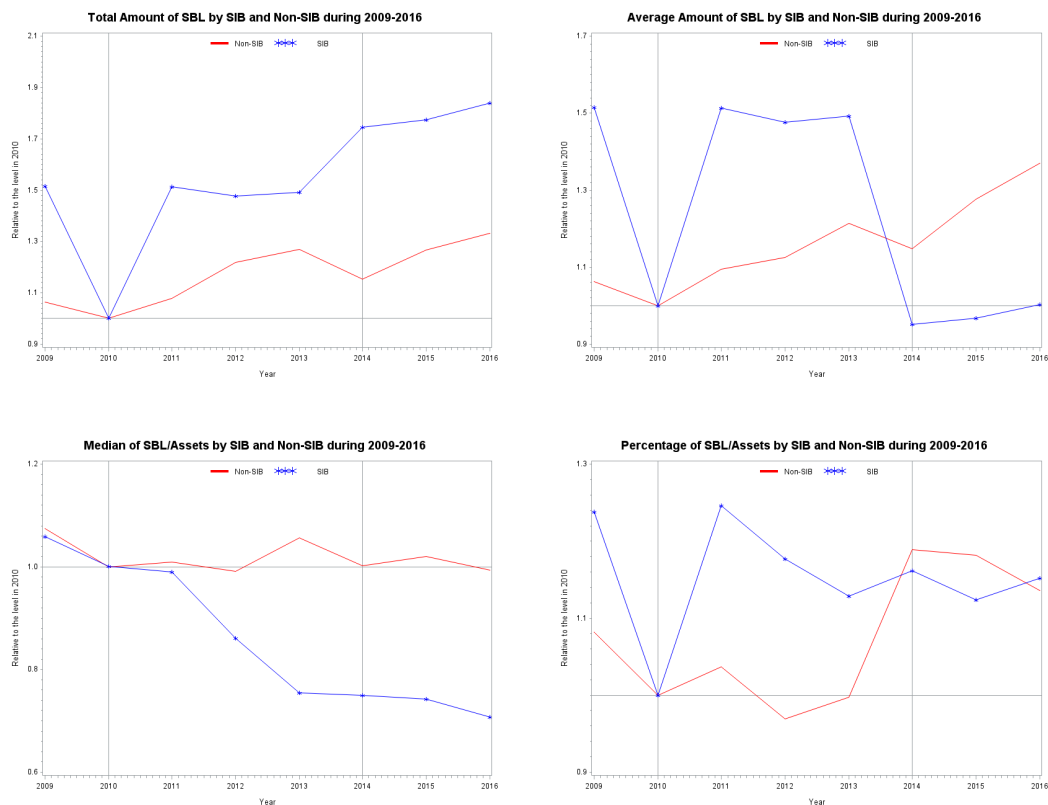 Total Amount of SBL by SIB and Non-SIB during 2009-2016
Non-SIB SIB
2.1
1.9
1.7
1.5
1.3
1.1
0.9
Relative to the level in 2010
2009 2010 2011 2012 2013 2014 2015 2016
Year
Average Amount of SBL by SIB and Non-SIB during 2009-2016
Non-SIB SIB
1.7
1.5
1.3
1.1
0.9
Relative to the level in 2010
2009 2010 2011 2012 2013 2014 2015 2016
Year
Median of SBL/Assets by SIB and Non-SIB during 2009-2016
Non-SIB SIB
1.2
1.0
0.8
0.6
Relative to the level in 2010
2009 2010 2011 2012 2013 2014 2015 2016
Year
Percentage of SBL/Assets by SIB and Non-SIB during 2009-2016
Non-SIB SIB
1.3
1.1
0.9
Relative to the level in 2010
2009 2010 2011 2012 2013 2014 2015 2016
Year